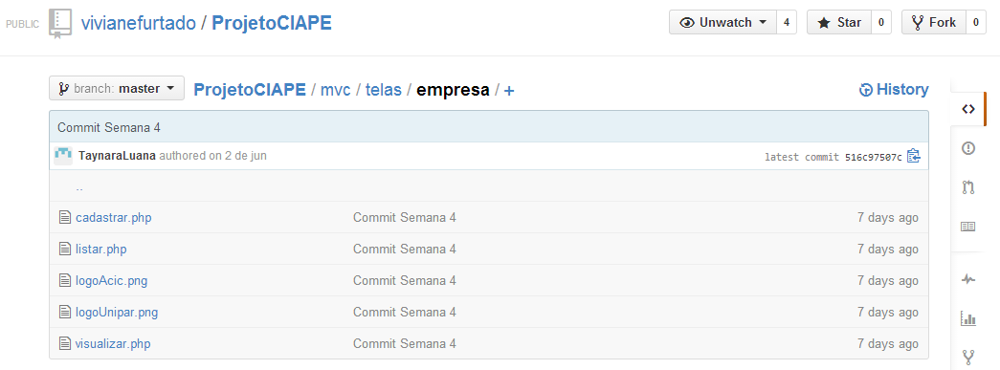 PUBLIC vivianefurtado / ProjetoCIAPE Unwatch 4 Star 0 Fork 0
branch: master ProjetoCIAPE / mvc / telas / empresa / + History
Commit Semana 4
TaynaraLuana authored on 2 de jun latest commit 516c97507c
..
cadastrar.php Commit Semana 4 7 days ago
listar.php Commit Semana 4 7 days ago
logoAcic.png Commit Semana 4 7 days ago
logoUnipar.png Commit Semana 4 7 days ago
visualizar.php Commit Semana 4 7 days ago